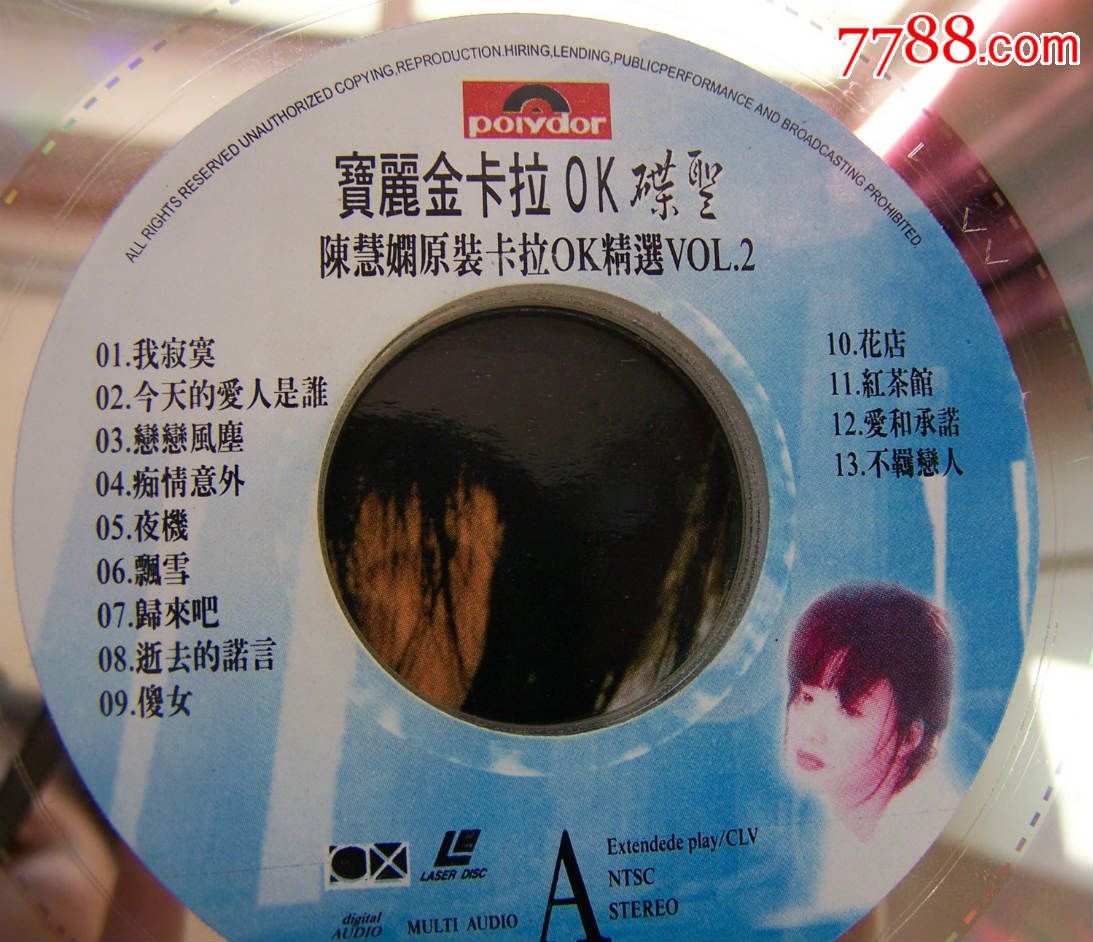 7788.com
ALL RIGHTS RESERVED UNAUTHORIZED COPYING,REPRODUCTION.HIRING,LENDING,PUBLICPERFORMANCE AND BROADCASTING PROHIBITED.
polydor
寶麗金卡拉OK碟聖
陳慧嫻原裝卡拉OK精選VOL.2
01.我寂寞
02.今天的愛人是誰
03.戀戀風塵
04.痴情意外
05.夜機
06.飄雪
07.歸來吧
08.逝去的諾言
09.傻女
10.花店
11.紅茶館
12.愛和承諾
13.不羈戀人
LASER DISC
digital AUDIO
MULTI AUDIO
A
Extendede play/CLV
NTSC
STEREO